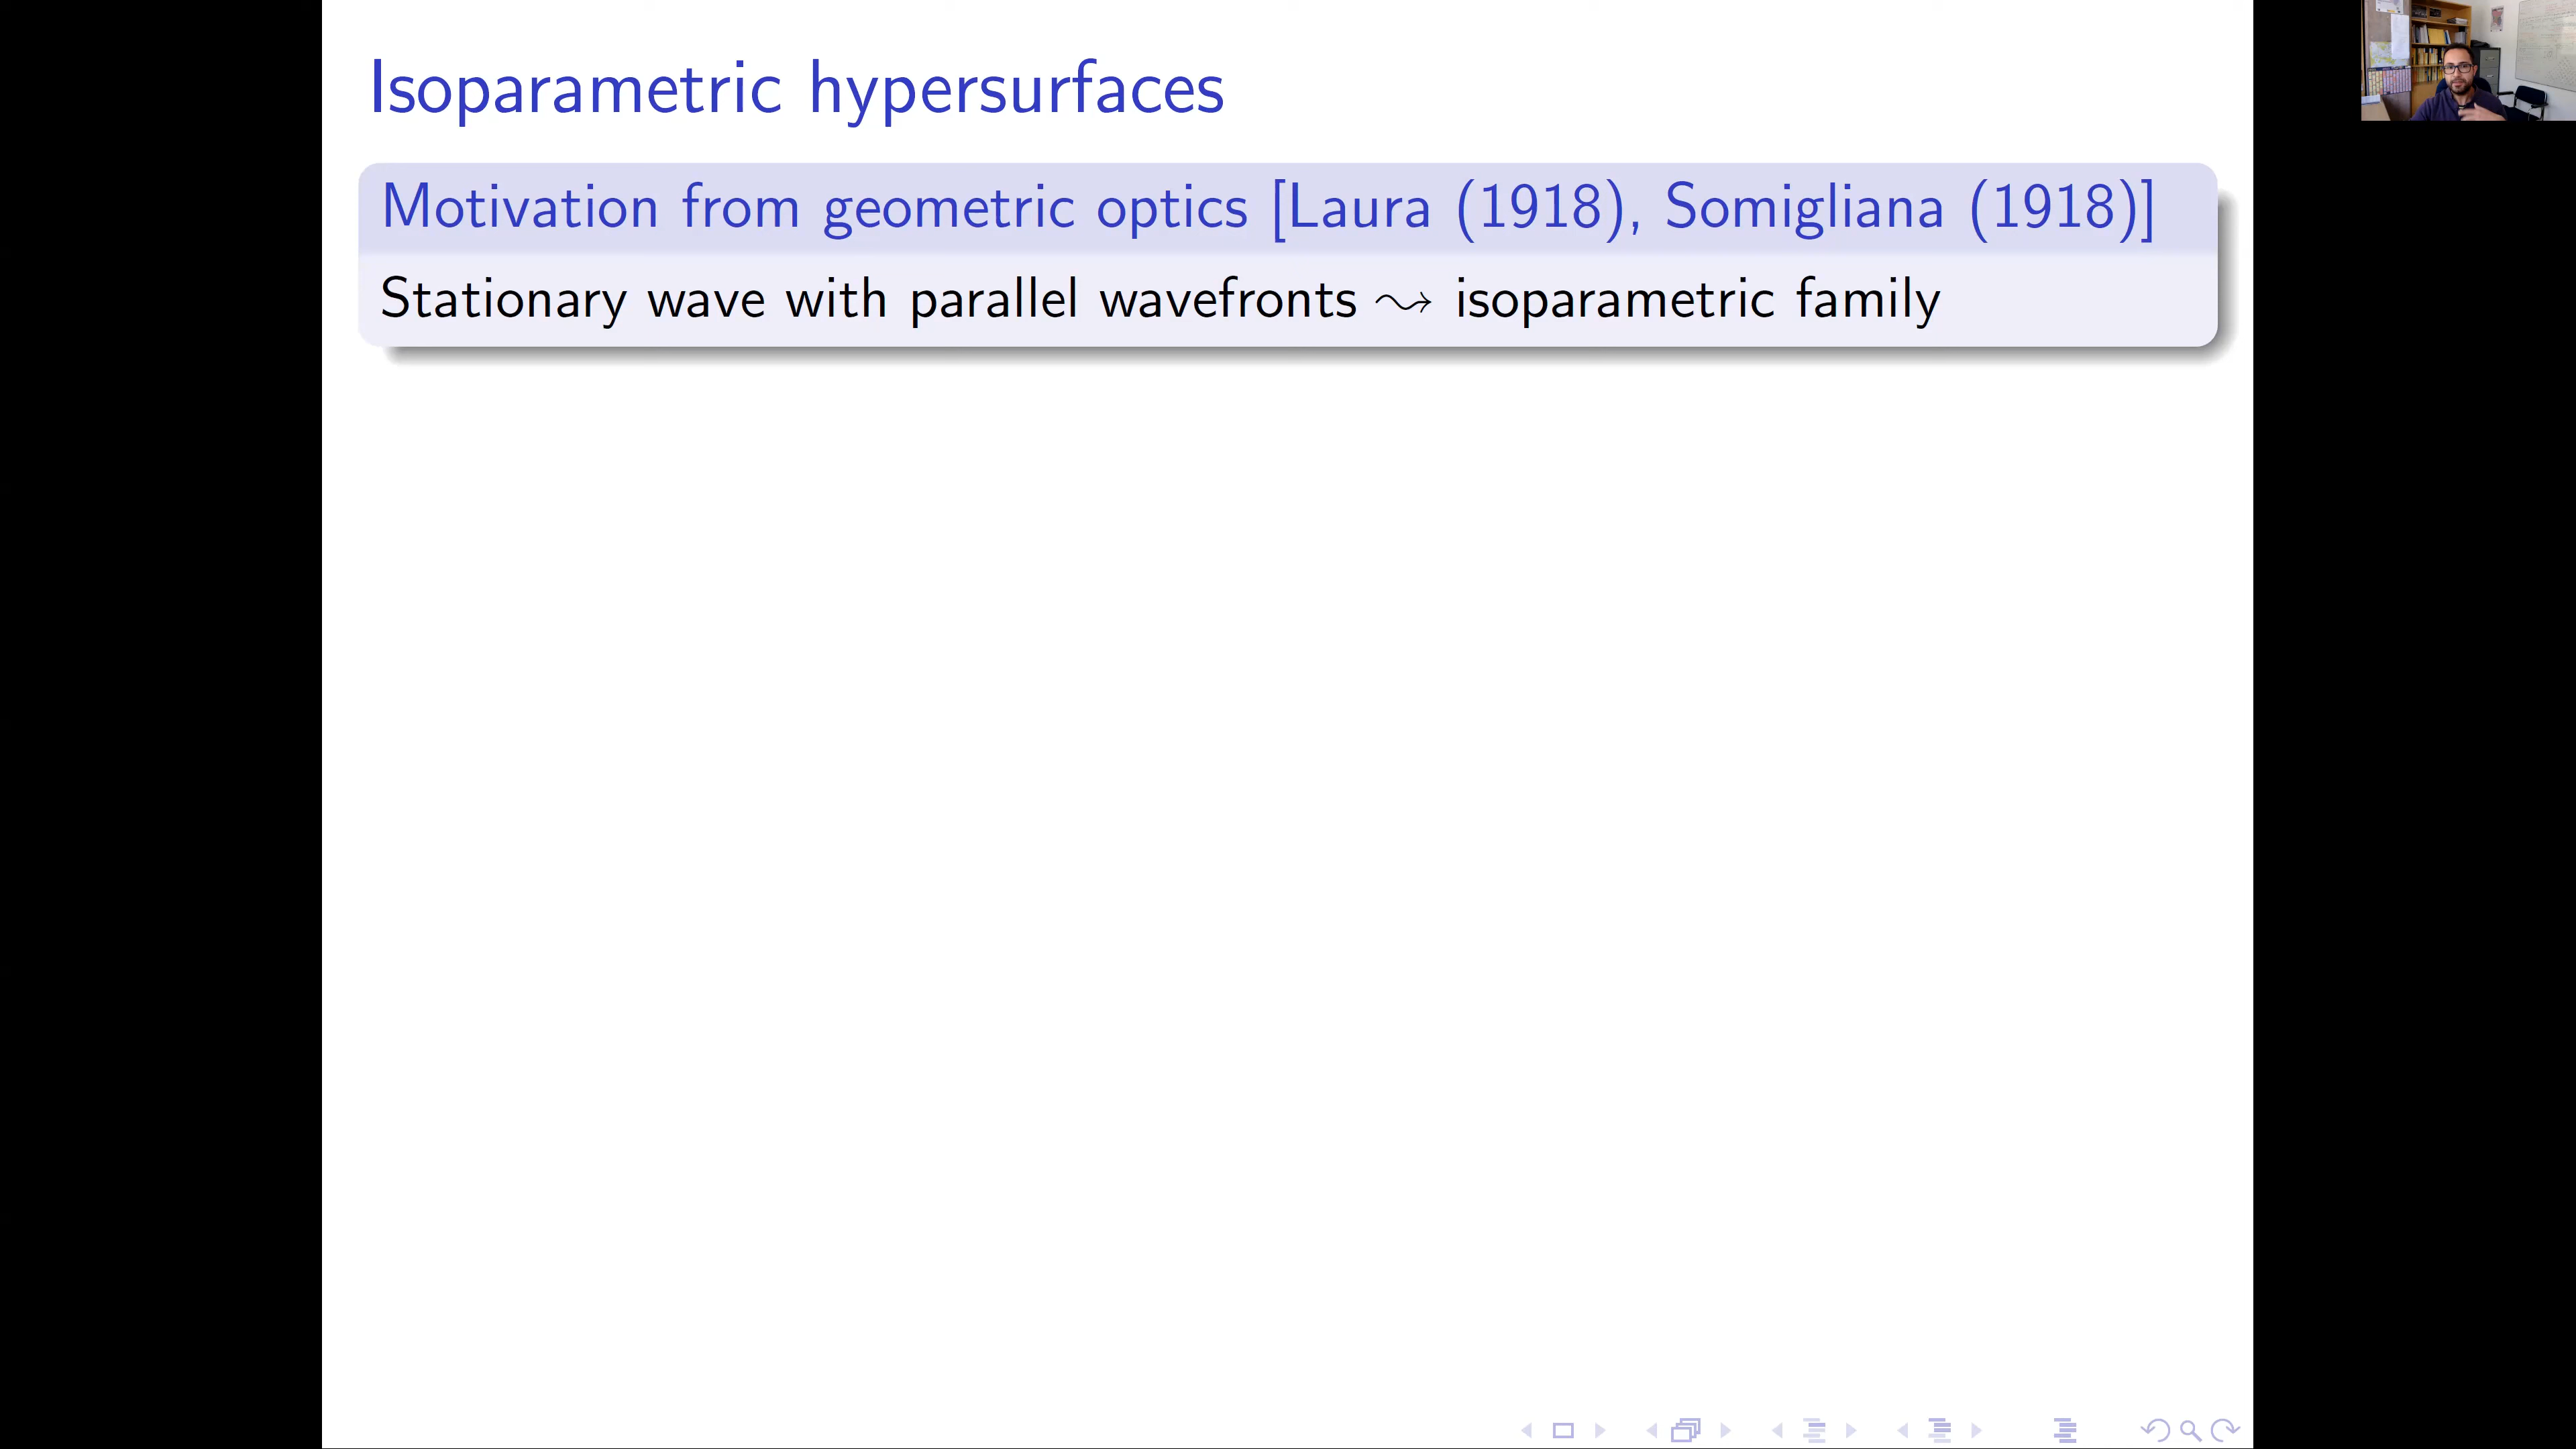 Isoparametric hypersurfaces
Motivation from geometric optics [Laura (1918), Somigliana (1918)]
Stationary wave with parallel wavefronts ⇝ isoparametric family